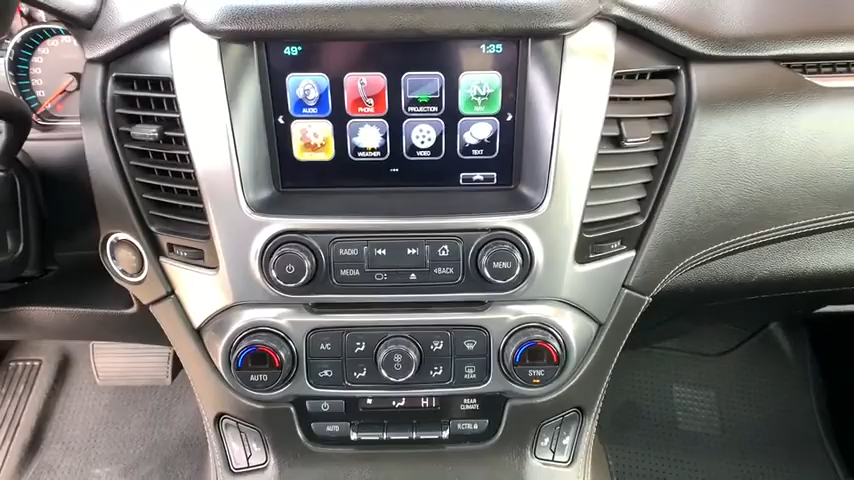 49° 1:35
AUDIO PHONE PROJECTION NAV
WEATHER VIDEO TEXT
RADIO
MEDIA BACK
MENU
A/C
AUTO REAR SYNC
HI REAR CLIMATE
AUTO R.CTRL